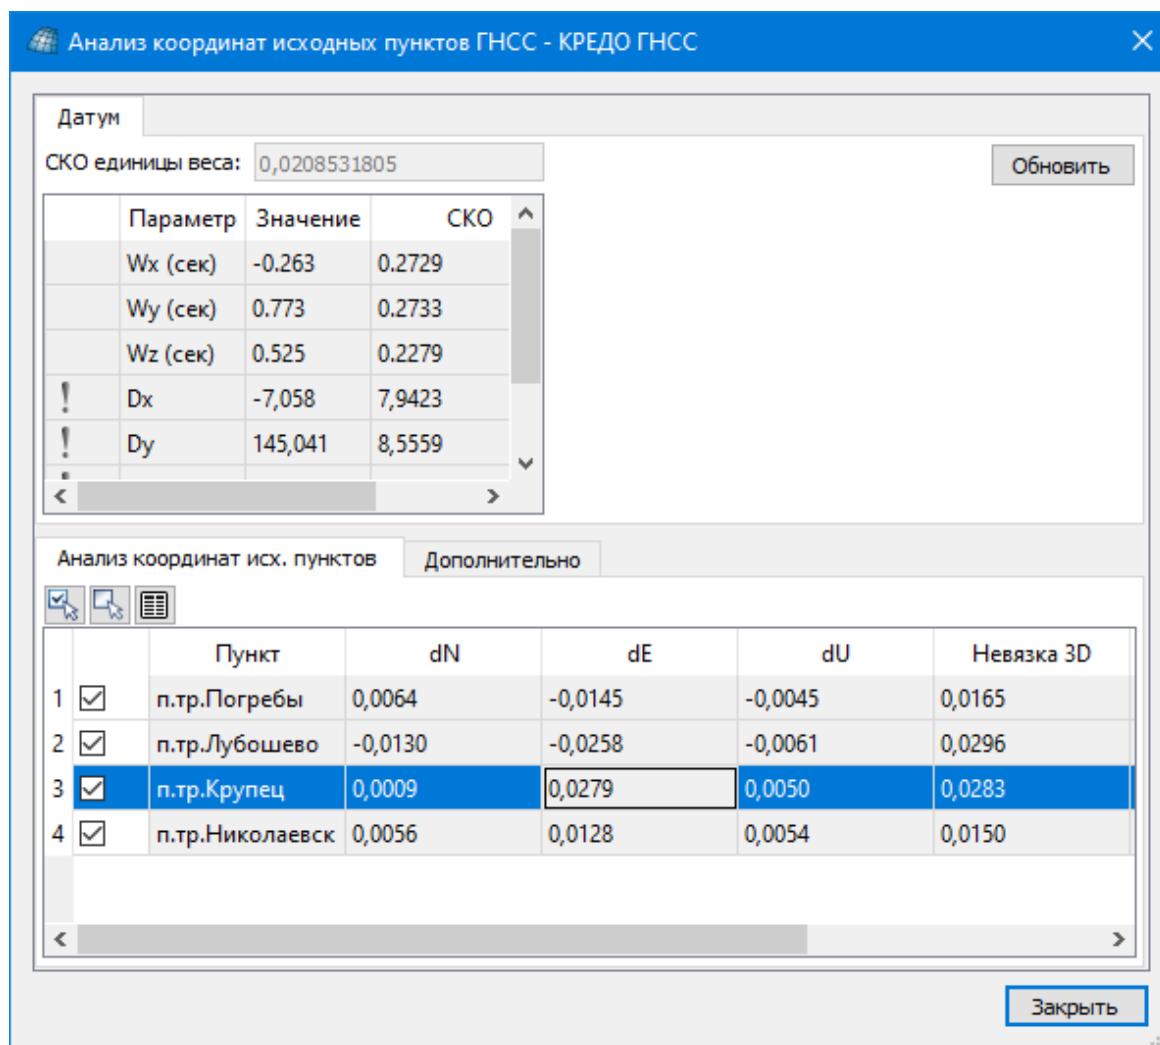 Анализ координат исходных пунктов ГНСС - КРЕДО ГНСС
Датум
СКО единицы веса: 0,0208531805 Обновить
Параметр Значение СКО
Wx (сек) -0.263 0.2729
Wy (сек) 0.773 0.2733
Wz (сек) 0.525 0.2279
! Dx -7,058 7,9423
! Dy 145,041 8,5559
Анализ координат исх. пунктов Дополнительно
Пункт dN dE dU Невязка 3D
1 п.тр.Погребы 0,0064 -0,0145 -0,0045 0,0165
2 п.тр.Лубошево -0,0130 -0,0258 -0,0061 0,0296
3 п.тр.Крупец 0,0009 0,0279 0,0050 0,0283
4 п.тр.Николаевск 0,0056 0,0128 0,0054 0,0150
Закрыть